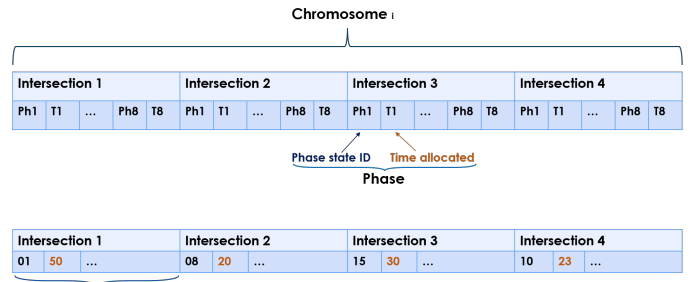 Chromosome i
Intersection 1 Intersection 2 Intersection 3 Intersection 4
Ph1 T1 ... Ph8 T8 Ph1 T1 ... Ph8 T8 Ph1 T1 ... Ph8 T8 Ph1 T1 ... Ph8 T8
Phase state ID Time allocated
Phase
Intersection 1 Intersection 2 Intersection 3 Intersection 4
01 50 ... 08 20 ... 15 30 ... 10 23 ...